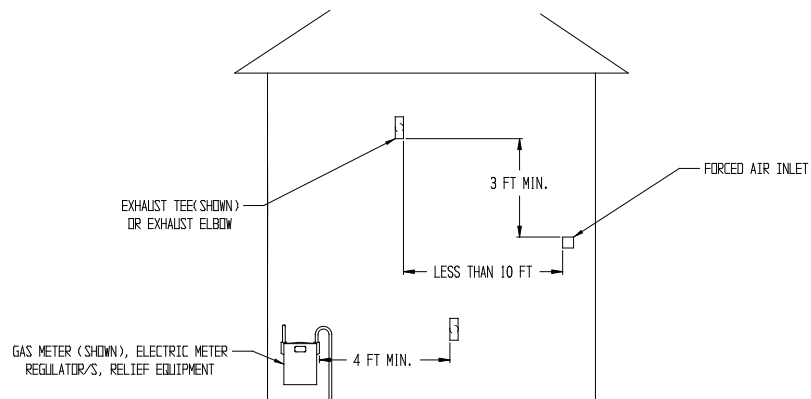 3 FT MIN.
FORCED AIR INLET
EXHAUST TEE(SHOWN)
OR EXHAUST ELBOW
LESS THAN 10 FT
GAS METER (SHOWN), ELECTRIC METER
REGULATOR/S, RELIEF EQUIPMENT
4 FT MIN.